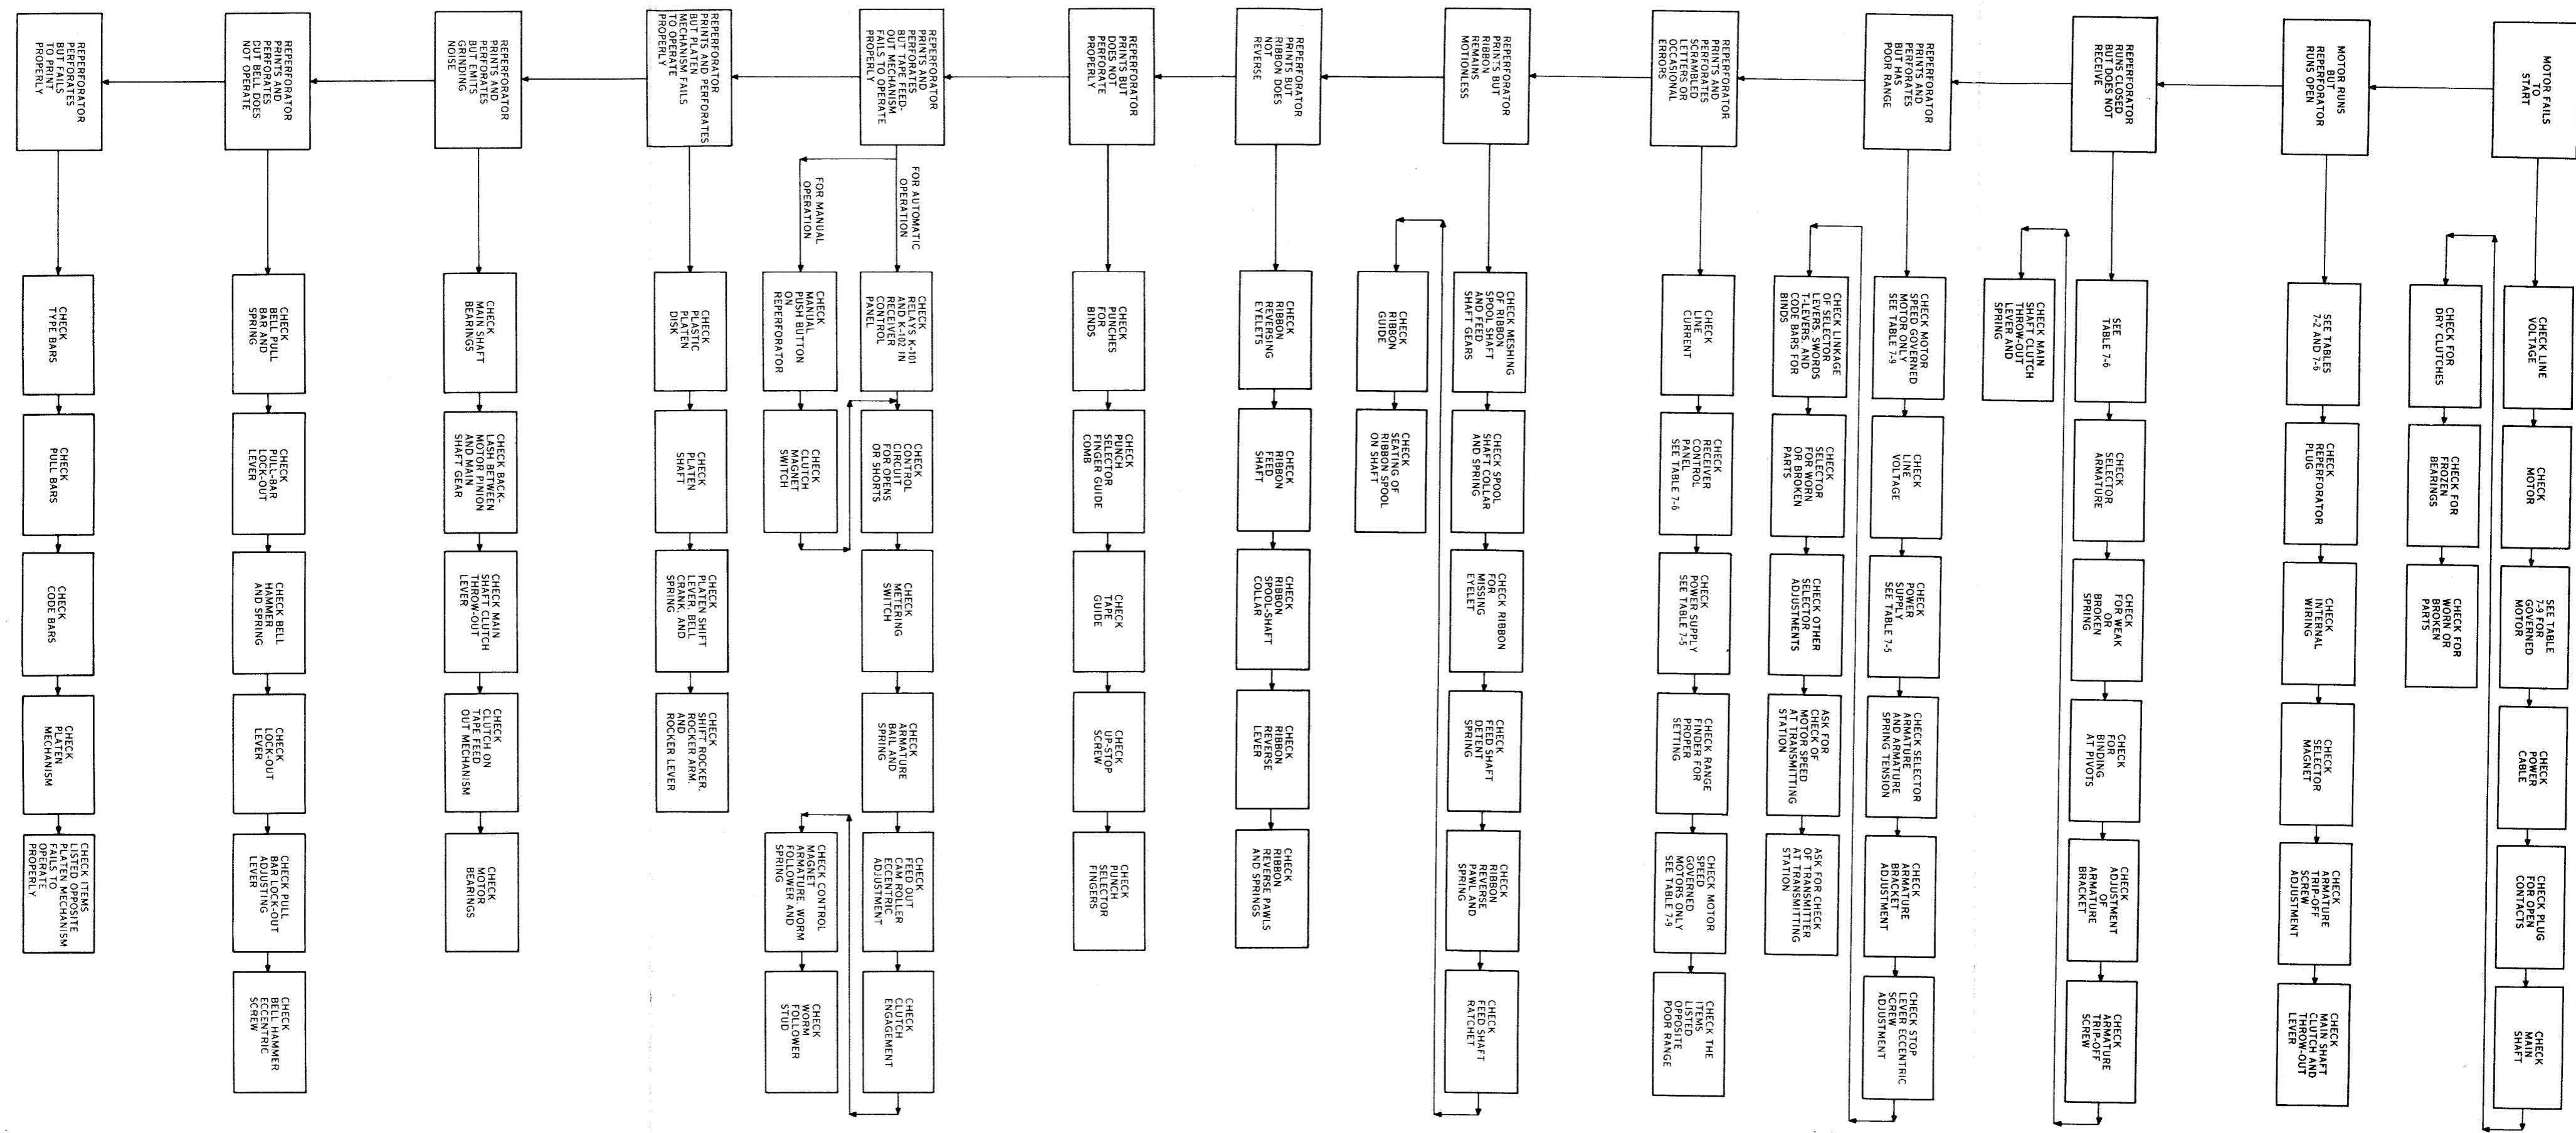 MOTOR FAILS
TO
START
CHECK LINE
VOLTAGE
CHECK
MOTOR
SEE TABLE
7-9 FOR
GOVERNED
MOTOR
CHECK
POWER
CABLE
CHECK PLUG
FOR OPEN
CONTACTS
CHECK
MAIN
SHAFT
CHECK FOR
DRY CLUTCHES
CHECK FOR
FROZEN
BEARINGS
CHECK FOR
WORN OR
BROKEN
PARTS
MOTOR RUNS
BUT
REPERFORATOR
RUNS OPEN
SEE TABLES
7-2 AND 7-6
CHECK
REPERFORATOR
PLUG
CHECK
INTERNAL
WIRING
CHECK
SELECTOR
MAGNET
CHECK
ARMATURE
TRIP-OFF
SCREW
ADJUSTMENT
CHECK
MAIN SHAFT
CLUTCH AND
THROW-OUT
LEVER
REPERFORATOR
RUNS CLOSED
BUT DOES NOT
RECEIVE
SEE
TABLE 7-6
CHECK
SELECTOR
ARMATURE
CHECK
FOR WEAK
OR
BROKEN
SPRING
CHECK
FOR
BINDING
AT PIVOTS
CHECK
ADJUSTMENT
OF
ARMATURE
BRACKET
CHECK
ARMATURE
TRIP-OFF
SCREW
CHECK MAIN
SHAFT CLUTCH
THROW-OUT
LEVER AND
SPRING
REPERFORATOR
PRINTS AND
PERFORATES
BUT HAS
POOR RANGE
CHECK MOTOR
SPEED GOVERNED
MOTOR ONLY
SEE TABLE 7-9
CHECK
LINE
VOLTAGE
CHECK
POWER
SUPPLY
SEE TABLE 7-5
CHECK SELECTOR
ARMATURE
AND ARMATURE
SPRING TENSION
CHECK
ARMATURE
BRACKET
ADJUSTMENT
CHECK STOP
LEVER ECCENTRIC
SCREW
ADJUSTMENT
CHECK LINKAGE
OF SELECTOR
LEVERS, SWORDS
T-LEVERS, AND
CODE BARS FOR
BINDS
CHECK
SELECTOR
FOR WORN
OR BROKEN
PARTS
CHECK OTHER
SELECTOR
ADJUSTMENTS
ASK FOR
CHECK OF
MOTOR SPEED
AT TRANSMITTING
STATION
ASK FOR CHECK
OF TRANSMITTER
AT TRANSMITTING
STATION
REPERFORATOR
PRINTS AND
PERFORATES
SCRAMBLED
LETTERS OR
OCCASIONAL
ERRORS
CHECK
LINE
CURRENT
CHECK
RECEIVER
CONTROL
PANEL
SEE TABLE 7-6
CHECK
POWER SUPPLY
SEE TABLE 7-5
CHECK RANGE
FINDER FOR
PROPER
SETTING
CHECK MOTOR
SPEED
GOVERNED
MOTORS ONLY
SEE TABLE 7-9
CHECK THE
ITEMS
LISTED
OPPOSITE
POOR RANGE
REPERFORATOR
PRINTS BUT
RIBBON
REMAINS
MOTIONLESS
CHECK MESHING
OF RIBBON
SPOOL SHAFT
AND FEED
SHAFT GEARS
CHECK SPOOL
SHAFT COLLAR
AND SPRING
CHECK RIBBON
FOR
MISSING
EYELET
CHECK
FEED SHAFT
DETENT
SPRING
CHECK
RIBBON
REVERSE
PAWL AND
SPRING
CHECK
FEED SHAFT
RATCHET
CHECK
RIBBON
GUIDE
CHECK
SEATING OF
RIBBON SPOOL
ON SHAFT
REPERFORATOR
PRINTS BUT
RIBBON DOES
NOT
REVERSE
CHECK
RIBBON
REVERSING
EYELETS
CHECK
RIBBON
FEED
SHAFT
CHECK
RIBBON
SPOOL-SHAFT
COLLAR
CHECK
RIBBON
REVERSE
LEVER
CHECK
RIBBON
REVERSE PAWLS
AND SPRINGS
REPERFORATOR
PRINTS BUT
DOES NOT
PERFORATE
PROPERLY
CHECK
PUNCHES
FOR
BINDS
CHECK
PUNCH
SELECTOR
FINGER GUIDE
COMB
CHECK
TAPE
GUIDE
CHECK
UP-STOP
SCREW
CHECK
PUNCH
SELECTOR
FINGERS
REPERFORATOR
PRINTS AND
PERFORATES
BUT TAPE FEED-
OUT MECHANISM
FAILS TO OPERATE
PROPERLY
FOR AUTOMATIC
OPERATION
CHECK
RELAYS K-101
AND K-102 IN
RECEIVER
CONTROL
PANEL
CHECK
CONTROL
CIRCUIT
FOR OPENS
OR SHORTS
CHECK
METERING
SWITCH
CHECK
ARMATURE
BAIL AND
SPRING
CHECK
FEED OUT
CAM ROLLER
ECCENTRIC
ADJUSTMENT
CHECK
CLUTCH
ENGAGEMENT
FOR MANUAL
OPERATION
CHECK
MANUAL
PUSH BUTTON
ON
REPERFORATOR
CHECK
CLUTCH
MAGNET
SWITCH
CHECK CONTROL
MAGNET
ARMATURE, WORM
FOLLOWER AND
SPRING
CHECK
WORM
FOLLOWER
STUD
REPERFORATOR
PRINTS AND PERFORATES
BUT PLATEN
MECHANISM FAILS
TO OPERATE
PROPERLY
CHECK
PLASTIC
PLATEN
DISK
CHECK
PLATEN
SHAFT
CHECK
PLATEN SHIFT
LEVER, BELL
CRANK, AND
SPRING
CHECK
SHIFT ROCKER,
ROCKER ARM,
AND
ROCKER LEVER
REPERFORATOR
PRINTS AND
PERFORATES
BUT EMITS
GRINDING
NOISE
CHECK
MAIN SHAFT
BEARINGS
CHECK BACK-
LASH BETWEEN
MOTOR PINION
AND MAIN
SHAFT GEAR
CHECK MAIN
SHAFT CLUTCH
THROW-OUT
LEVER
CHECK
CLUTCH ON
TAPE FEED
OUT MECHANISM
CHECK
MOTOR
BEARINGS
REPERFORATOR
PRINTS AND
PERFORATES
BUT BELL DOES
NOT OPERATE
CHECK
BELL PULL
BAR AND
SPRING
CHECK
PULL-BAR
LOCK-OUT
LEVER
CHECK BELL
HAMMER
AND SPRING
CHECK
LOCK-OUT
LEVER
CHECK PULL
BAR LOCK-OUT
ADJUSTING
LEVER
CHECK
BELL HAMMER
ECCENTRIC
SCREW
REPERFORATOR
PERFORATES
BUT FAILS
TO PRINT
PROPERLY
CHECK
TYPE BARS
CHECK
PULL BARS
CHECK
CODE BARS
CHECK
PLATEN
MECHANISM
CHECK ITEMS
LISTED OPPOSITE
PLATEN MECHANISM
FAILS TO
OPERATE
PROPERLY